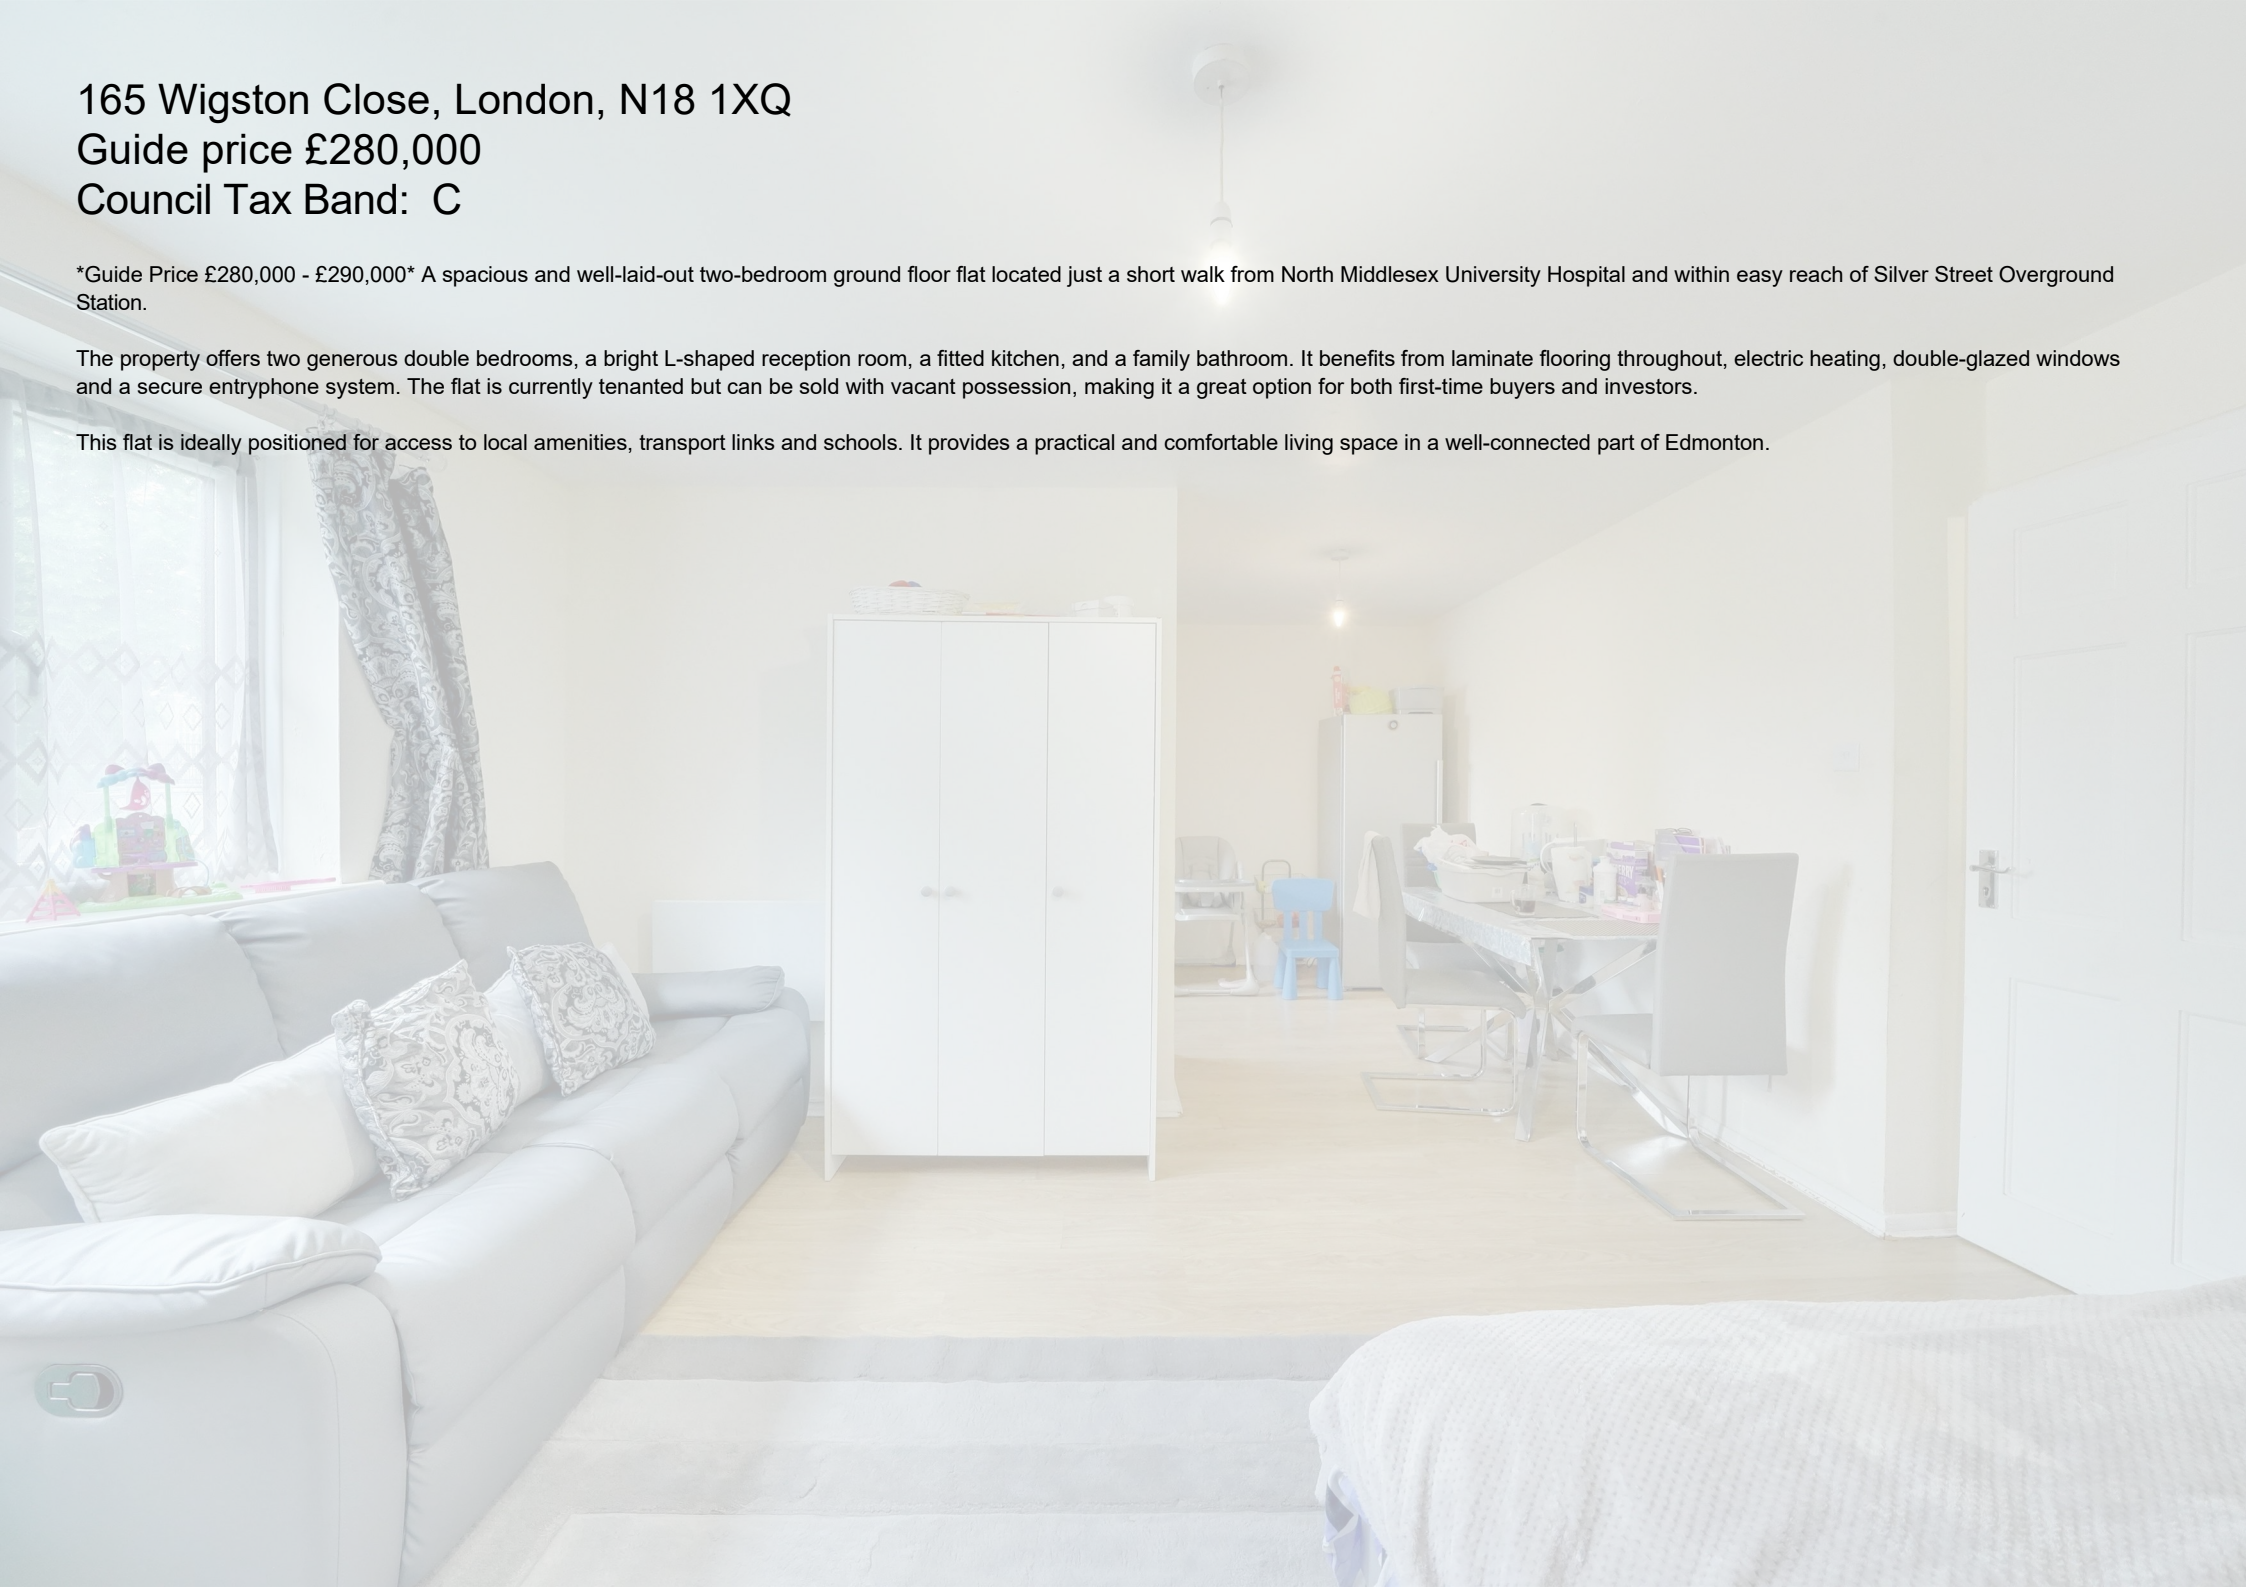 165 Wigston Close, London, N18 1XQ
Guide price £280,000
Council Tax Band:  C
*Guide Price £280,000 - £290,000* A spacious and well-laid-out two-bedroom ground floor flat located just a short walk from North Middlesex University Hospital and within easy reach of Silver Street Overground
Station.
The property offers two generous double bedrooms, a bright L-shaped reception room, a fitted kitchen, and a family bathroom. It benefits from laminate flooring throughout, electric heating, double-glazed windows
and a secure entryphone system. The flat is currently tenanted but can be sold with vacant possession, making it a great option for both first-time buyers and investors.
This flat is ideally positioned for access to local amenities, transport links and schools. It provides a practical and comfortable living space in a well-connected part of Edmonton.